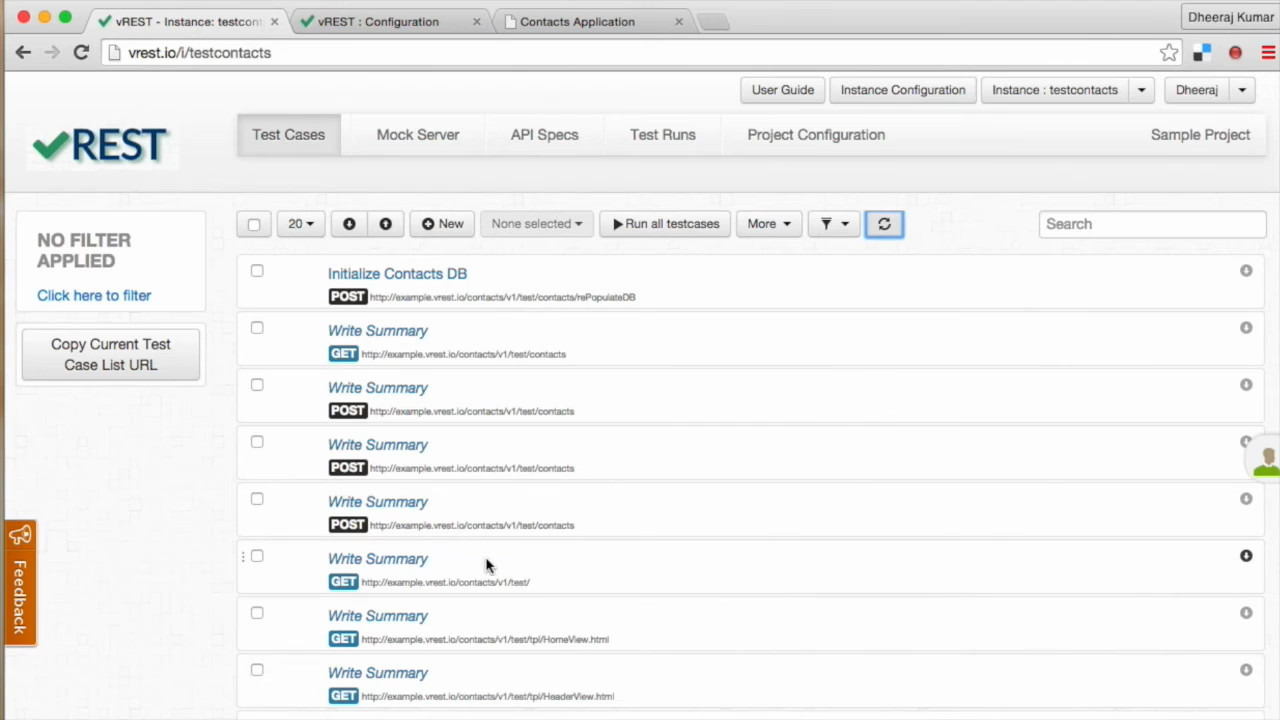 vREST - Instance: testcont
vREST : Configuration
Contacts Application
Dheeraj Kumar
vrest.io/i/testcontacts
User Guide
Instance Configuration
Instance : testcontacts
Dheeraj
REST
Test Cases
Mock Server
API Specs
Test Runs
Project Configuration
Sample Project
NO FILTER
APPLIED
Click here to filter
Copy Current Test
Case List URL
20
New
None selected
Run all testcases
More
Search
Initialize Contacts DB
POST http://example.vrest.io/contacts/v1/test/contacts/rePopulateDB
Write Summary
GET http://example.vrest.io/contacts/v1/test/contacts
Write Summary
POST http://example.vrest.io/contacts/v1/test/contacts
Write Summary
POST http://example.vrest.io/contacts/v1/test/contacts
Write Summary
POST http://example.vrest.io/contacts/v1/test/contacts
Write Summary
GET http://example.vrest.io/contacts/v1/test/
Write Summary
GET http://example.vrest.io/contacts/v1/test/tpl/HomeView.html
Write Summary
GET http://example.vrest.io/contacts/v1/test/tpl/HeaderView.html
Feedback